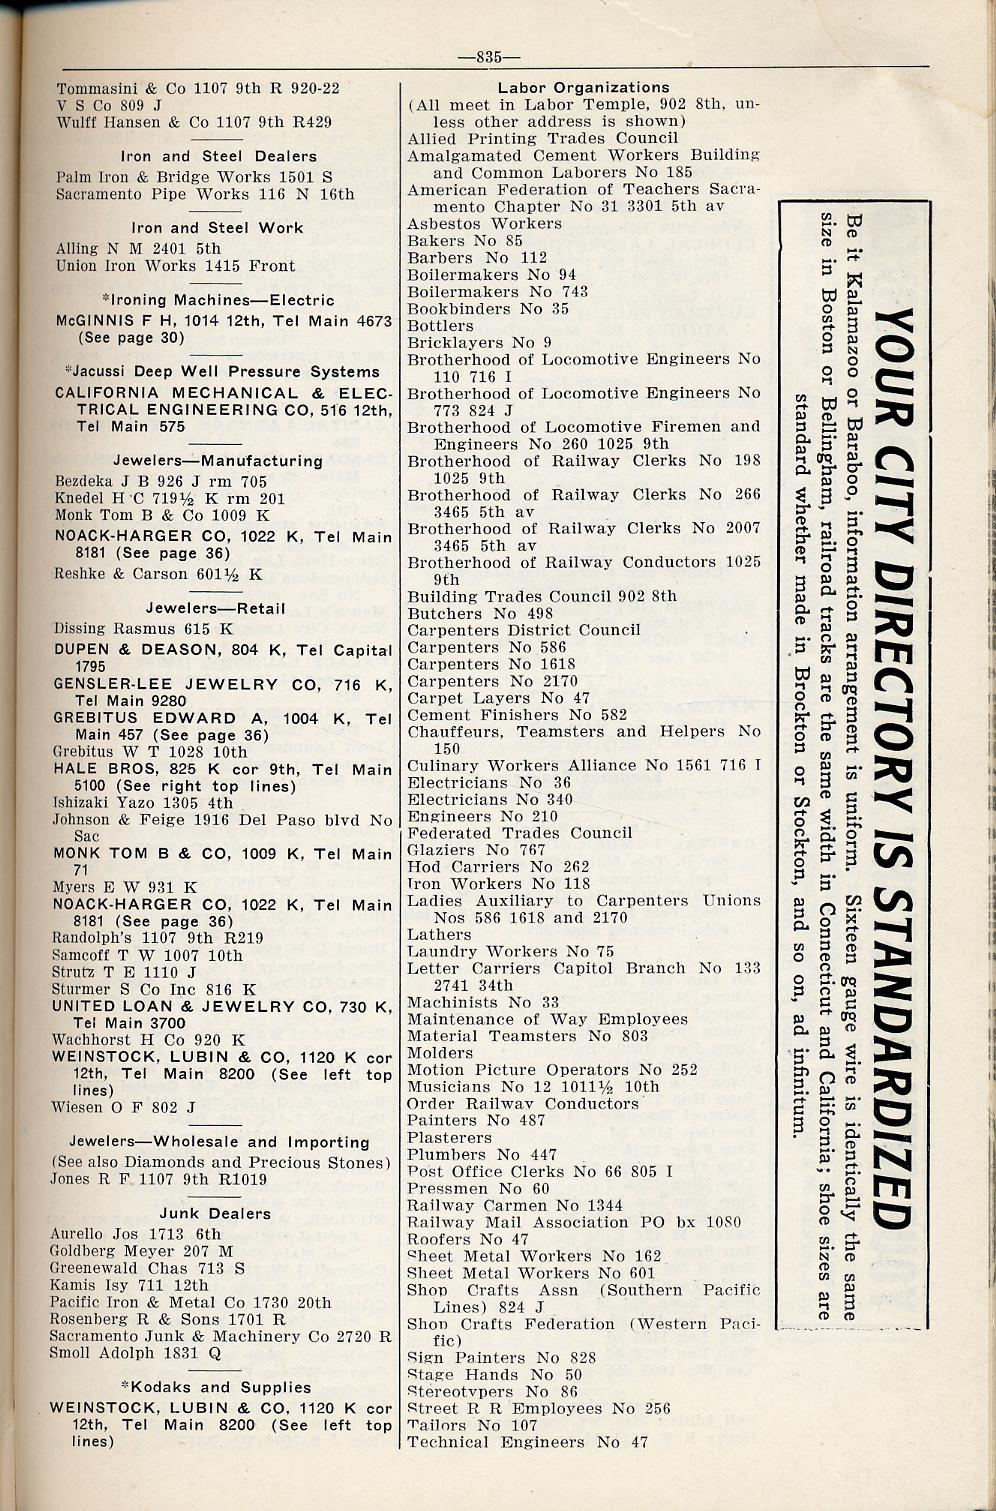 —835—
Tommasini & Co 1107 9th R 920-22
V S Co 809 J
Wulff Hansen & Co 1107 9th R429
Iron and Steel Dealers
Palm Iron & Bridge Works 1501 S
Sacramento Pipe Works 116 N 16th
Iron and Steel Work
Alling N M 2401 5th
Union Iron Works 1415 Front
*Ironing Machines—Electric
McGINNIS F H, 1014 12th, Tel Main 4673
(See page 30)
*Jacussi Deep Well Pressure Systems
CALIFORNIA MECHANICAL & ELEC-
TRICAL ENGINEERING CO, 516 12th,
Tel Main 575
Jewelers—Manufacturing
Bezdeka J B 926 J rm 705
Knedel H C 719½ K rm 201
Monk Tom B & Co 1009 K
NOACK-HARGER CO, 1022 K, Tel Main
8181 (See page 36)
Reshke & Carson 601½ K
Jewelers—Retail
Dissing Rasmus 615 K
DUPEN & DEASON, 804 K, Tel Capital
1795
GENSLER-LEE JEWELRY CO, 716 K,
Tel Main 9280
GREBITUS EDWARD A, 1004 K, Tel
Main 457 (See page 36)
Grebitus W T 1028 10th
HALE BROS, 825 K cor 9th, Tel Main
5100 (See right top lines)
Ishizaki Yazo 1305 4th
Johnson & Feige 1916 Del Paso blvd No
Sac
MONK TOM B & CO, 1009 K, Tel Main
71
Myers E W 931 K
NOACK-HARGER CO, 1022 K, Tel Main
8181 (See page 36)
Randolph's 1107 9th R219
Samcoff T W 1007 10th
Strutz T E 1110 J
Sturmer S Co Inc 816 K
UNITED LOAN & JEWELRY CO, 730 K,
Tel Main 3700
Wachhorst H Co 920 K
WEINSTOCK, LUBIN & CO, 1120 K cor
12th, Tel Main 8200 (See left top
lines)
Wiesen O F 802 J
Jewelers—Wholesale and Importing
(See also Diamonds and Precious Stones)
Jones R F 1107 9th R1019
Junk Dealers
Aurello Jos 1713 6th
Goldberg Meyer 207 M
Greenewald Chas 713 S
Kamis Isy 711 12th
Pacific Iron & Metal Co 1730 20th
Rosenberg R & Sons 1701 R
Sacramento Junk & Machinery Co 2720 R
Smoll Adolph 1831 Q
*Kodaks and Supplies
WEINSTOCK, LUBIN & CO, 1120 K cor
12th, Tel Main 8200 (See left top
lines)
Labor Organizations
(All meet in Labor Temple, 902 8th, un-
less other address is shown)
Allied Printing Trades Council
Amalgamated Cement Workers Building
and Common Laborers No 185
American Federation of Teachers Sacra-
mento Chapter No 31 3301 5th av
Asbestos Workers
Bakers No 85
Barbers No 112
Boilermakers No 94
Boilermakers No 743
Bookbinders No 35
Bottlers
Bricklayers No 9
Brotherhood of Locomotive Engineers No
110 716 I
Brotherhood of Locomotive Engineers No
773 824 J
Brotherhood of Locomotive Firemen and
Engineers No 260 1025 9th
Brotherhood of Railway Clerks No 198
1025 9th
Brotherhood of Railway Clerks No 266
3465 5th av
Brotherhood of Railway Clerks No 2007
3465 5th av
Brotherhood of Railway Conductors 1025
9th
Building Trades Council 902 8th
Butchers No 498
Carpenters District Council
Carpenters No 586
Carpenters No 1618
Carpenters No 2170
Carpet Layers No 47
Cement Finishers No 582
Chauffeurs, Teamsters and Helpers No
150
Culinary Workers Alliance No 1561 716 I
Electricians No 36
Electricians No 340
Engineers No 210
Federated Trades Council
Glaziers No 767
Hod Carriers No 262
Iron Workers No 118
Ladies Auxiliary to Carpenters Unions
Nos 586 1618 and 2170
Lathers
Laundry Workers No 75
Letter Carriers Capitol Branch No 133
2741 34th
Machinists No 33
Maintenance of Way Employees
Material Teamsters No 803
Molders
Motion Picture Operators No 252
Musicians No 12 1011½ 10th
Order Railway Conductors
Painters No 487
Plasterers
Plumbers No 447
Post Office Clerks No 66 805 I
Pressmen No 60
Railway Carmen No 1344
Railway Mail Association PO bx 1080
Roofers No 47
Sheet Metal Workers No 162
Sheet Metal Workers No 601
Shop Crafts Assn (Southern Pacific
Lines) 824 J
Shop Crafts Federation (Western Paci-
fic)
Sign Painters No 828
Stage Hands No 50
Stereotypers No 86
Street R R Employees No 256
Tailors No 107
Technical Engineers No 47
YOUR CITY DIRECTORY IS STANDARDIZED
Be it Kalamazoo or Baraboo, information arrangement is uniform. Sixteen gauge wire is identically the same
size in Boston or Bellingham, railroad tracks are the same width in Connecticut and California; shoe sizes are
standard whether made in Brockton or Stockton, and so on, ad infinitum.